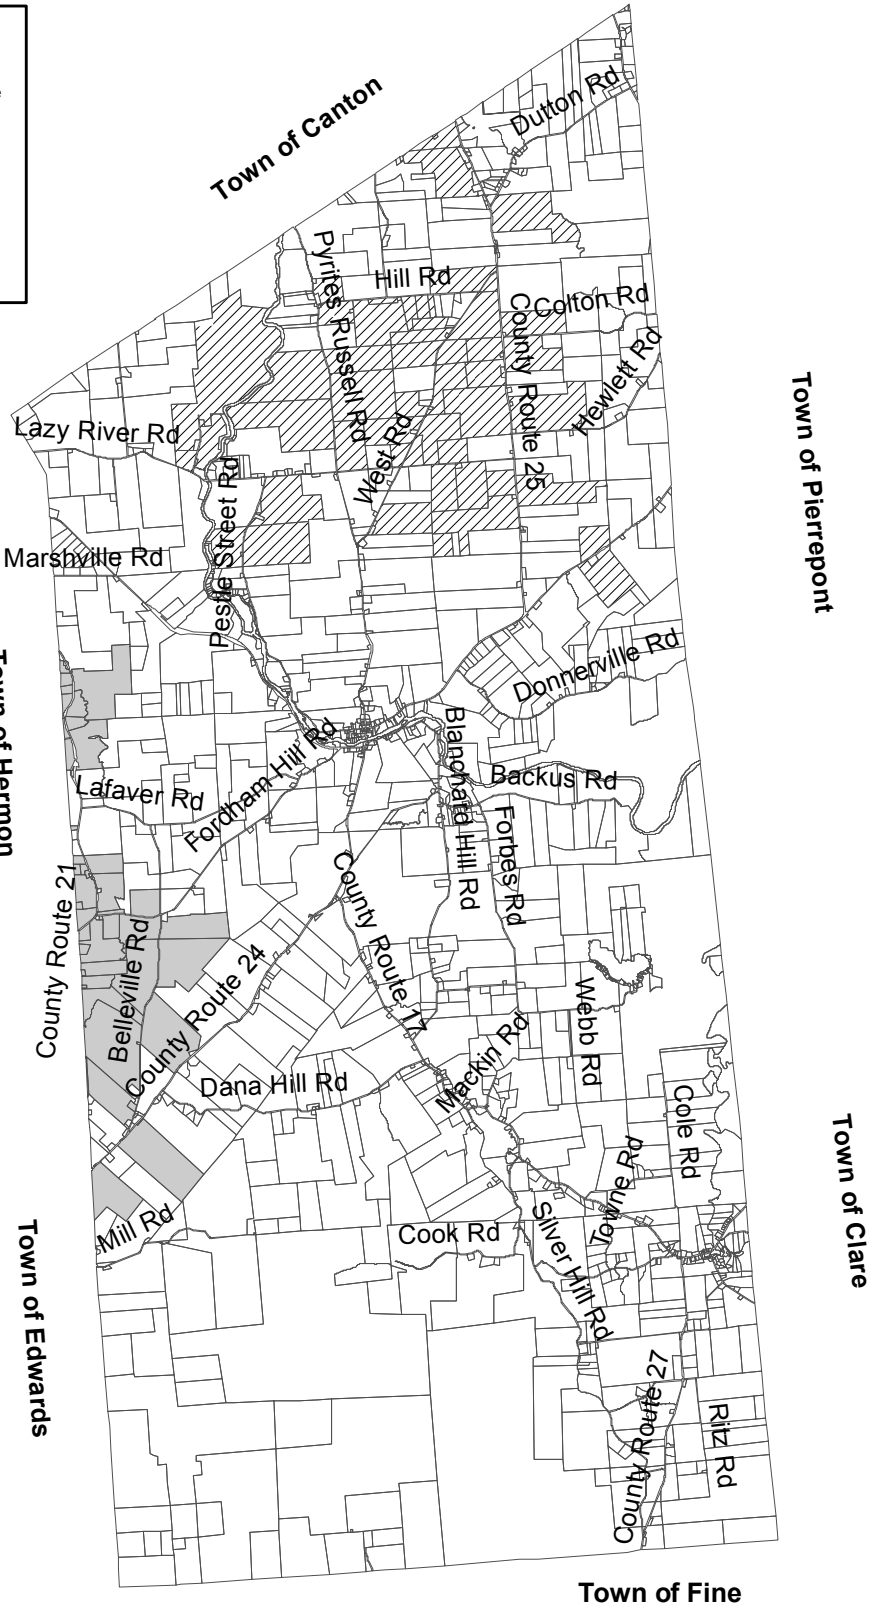 Town of Canton
Dutton Rd
Pyrites Russell Rd
Hill Rd
County Route 25
Colton Rd
Hewlett Rd
Town of Pierrepont
Lazy River Rd
West Rd
Pestle Street Rd
Marshville Rd
Town of Hermon
Donnerville Rd
Blanchard Hill Rd
Fordham Hill Rd
Lafaver Rd
Backus Rd
Forbes Rd
County Route 21
County Route 17
Belleville Rd
County Route 24
Webb Rd
Mackin Rd
Dana Hill Rd
Cole Rd
Town of Clare
Towne Rd
Mill Rd
Cook Rd
Silver Hill Rd
Town of Edwards
County Route 27
Ritz Rd
Town of Fine